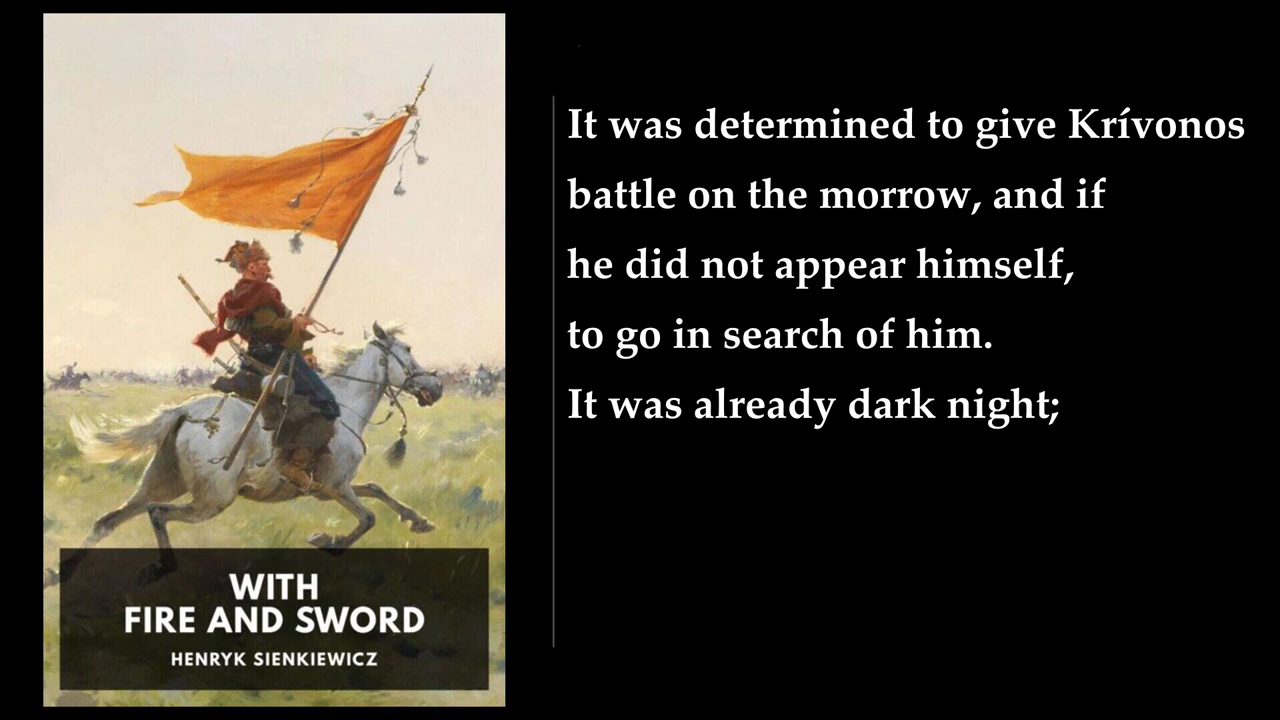 WITH
FIRE AND SWORD
HENRYK SIENKIEWICZ
It was determined to give Krívonos
battle on the morrow, and if
he did not appear himself,
to go in search of him.
It was already dark night;